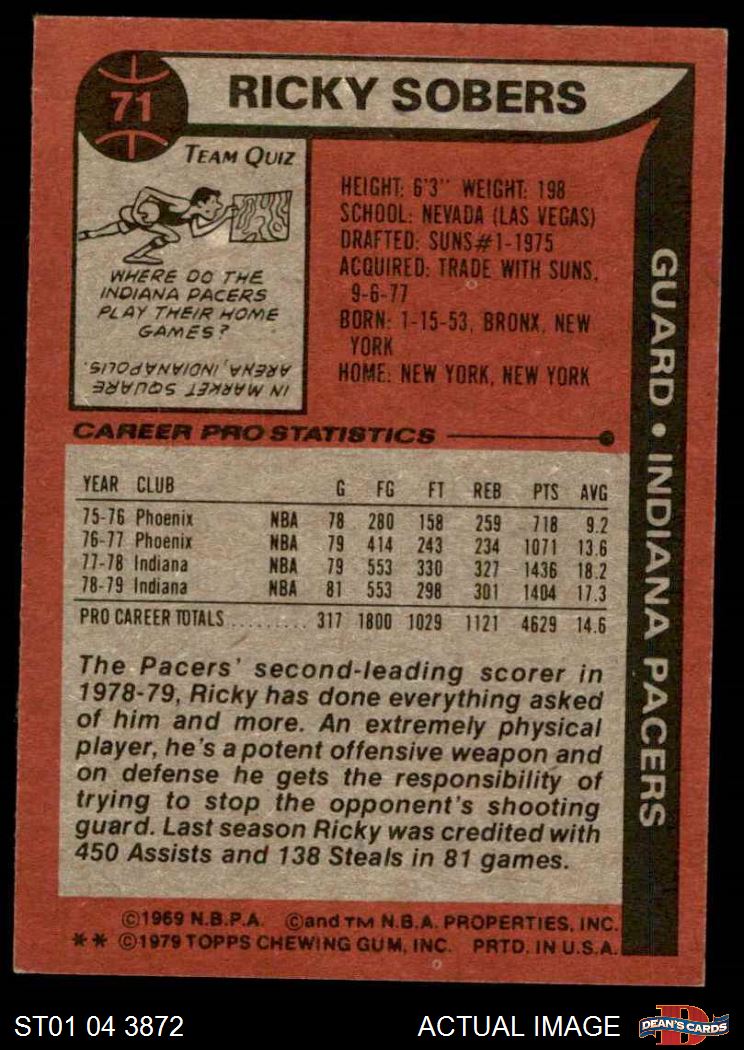 71
RICKY SOBERS
TEAM QUIZ
WHERE DO THE
INDIANA PACERS
PLAY THEIR HOME
GAMES?
IN MARKET SQUARE
ARENA, INDIANAPOLIS.
HEIGHT: 6'3" WEIGHT: 198
SCHOOL: NEVADA (LAS VEGAS)
DRAFTED: SUNS#1-1975
ACQUIRED: TRADE WITH SUNS,
9-6-77
BORN: 1-15-53, BRONX, NEW
YORK
HOME: NEW YORK, NEW YORK
GUARD • INDIANA PACERS
CAREER PRO STATISTICS
YEAR CLUB G FG FT REB PTS AVG
75-76 Phoenix NBA 78 280 158 259 718 9.2
76-77 Phoenix NBA 79 414 243 234 1071 13.6
77-78 Indiana NBA 79 553 330 327 1436 18.2
78-79 Indiana NBA 81 553 298 301 1404 17.3
PRO CAREER TOTALS ......... 317 1800 1029 1121 4629 14.6
The Pacers' second-leading scorer in
1978-79, Ricky has done everything asked
of him and more. An extremely physical
player, he's a potent offensive weapon and
on defense he gets the responsibility of
trying to stop the opponent's shooting
guard. Last season Ricky was credited with
450 Assists and 138 Steals in 81 games.
©1969 N.B.P.A. ©and TM N.B.A. PROPERTIES, INC.
** ©1979 TOPPS CHEWING GUM, INC. PRTD. IN U.S.A.
ST01 04 3872
ACTUAL IMAGE
D
DEAN'S CARDS